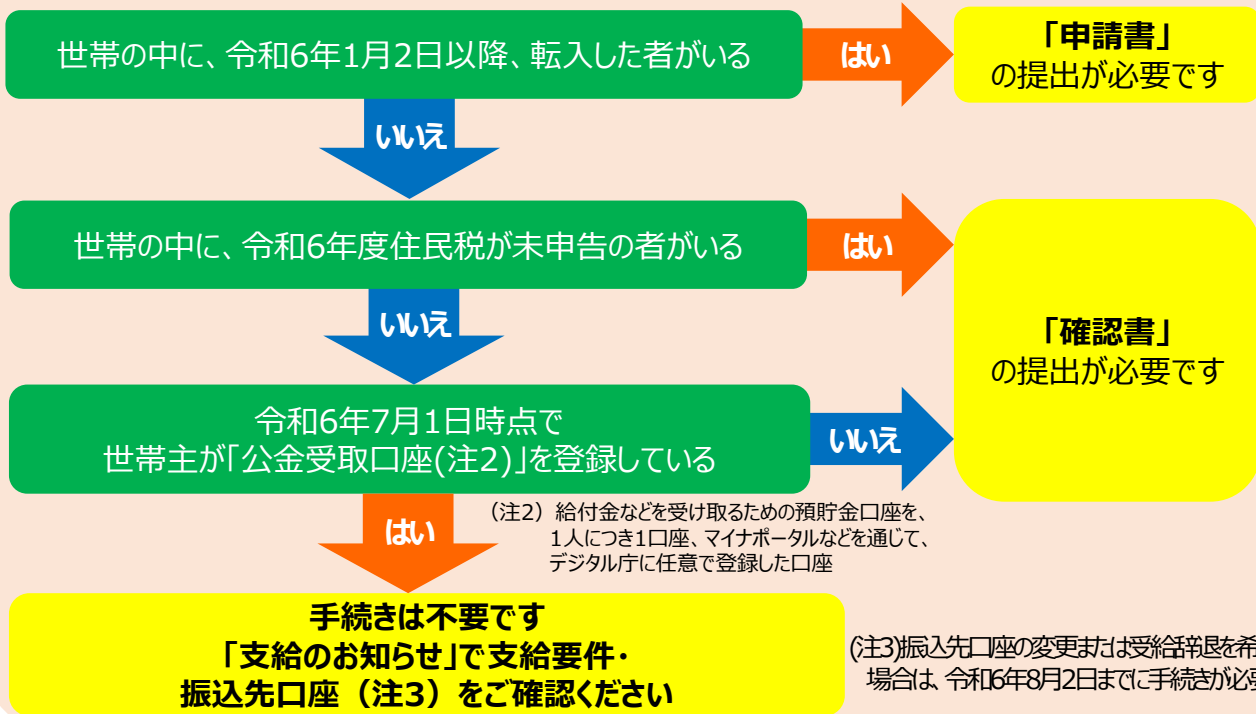 世帯の中に、令和6年1月2日以降、転入した者がいる
はい
「申請書」
の提出が必要です
いいえ
世帯の中に、令和6年度住民税が未申告の者がいる
はい
「確認書」
の提出が必要です
いいえ
令和6年7月1日時点で
世帯主が「公金受取口座(注2)」を登録している
いいえ
はい
（注2）給付金などを受け取るための預貯金口座を、
1人につき1口座、マイナポータルなどを通じて、
デジタル庁に任意で登録した口座
手続きは不要です
「支給のお知らせ」で支給要件・
振込先口座（注3）をご確認ください
(注3)振込先口座の変更または受給辞退を希
場合は、令和6年8月2日までに手続きが必要